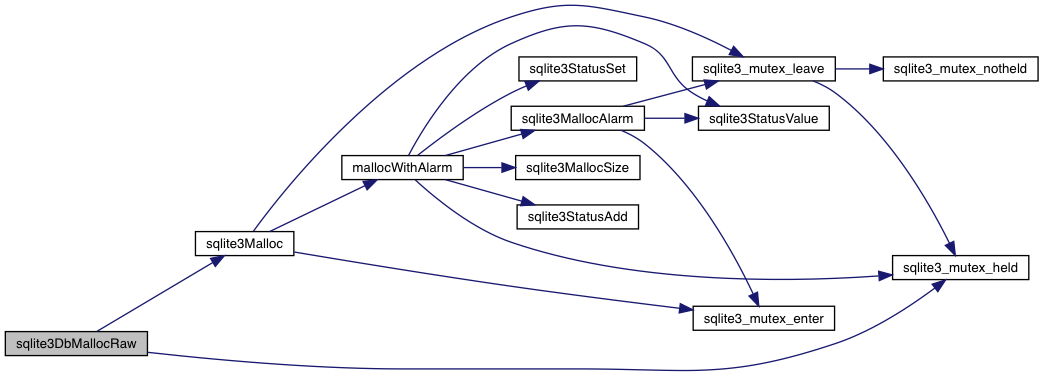 sqlite3DbMallocRaw
sqlite3Malloc
mallocWithAlarm
sqlite3StatusSet
sqlite3MallocAlarm
sqlite3MallocSize
sqlite3StatusAdd
sqlite3_mutex_leave
sqlite3StatusValue
sqlite3_mutex_enter
sqlite3_mutex_notheld
sqlite3_mutex_held